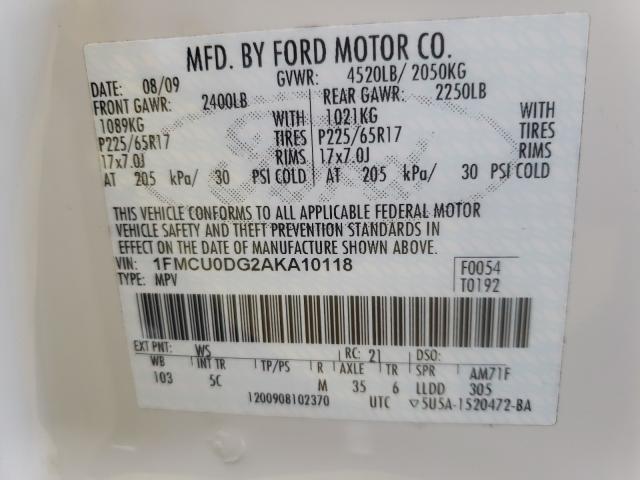 MFD. BY FORD MOTOR CO.
DATE: 08/09 GVWR: 4520LB/ 2050KG
FRONT GAWR: 2400LB REAR GAWR: 2250LB
1089KG 1021KG WITH
P225/65R17 TIRES P225/65R17 TIRES
17x7.0J RIMS 17x7.0J RIMS
AT 205 kPa/ 30 PSI COLD AT 205 kPa/ 30 PSI COLD
THIS VEHICLE CONFORMS TO ALL APPLICABLE FEDERAL MOTOR
VEHICLE SAFETY AND THEFT PREVENTION STANDARDS IN
EFFECT ON THE DATE OF MANUFACTURE SHOWN ABOVE.
VIN: 1FMCU0DG2AKA10118 F0054
TYPE: MPV T0192
EXT PNT: WS RC: 21 DSO:
WB INT TR TP/PS R AXLE TR SPR AM71F
103 5C M 35 6 LLDD 305
1200908102370 UTC ▽5U5A-1520472-BA